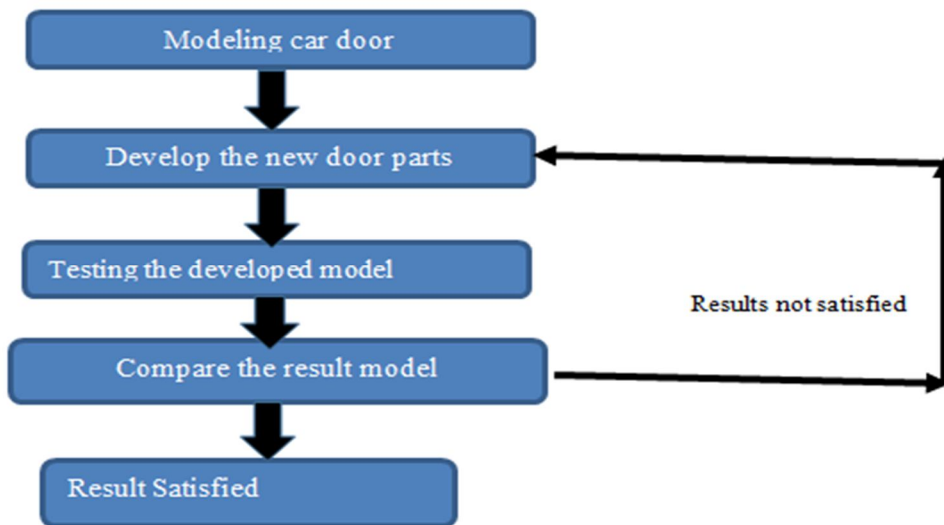 Modeling car door
Develop the new door parts
Testing the developed model
Results not satisfied
Compare the result model
Result Satisfied